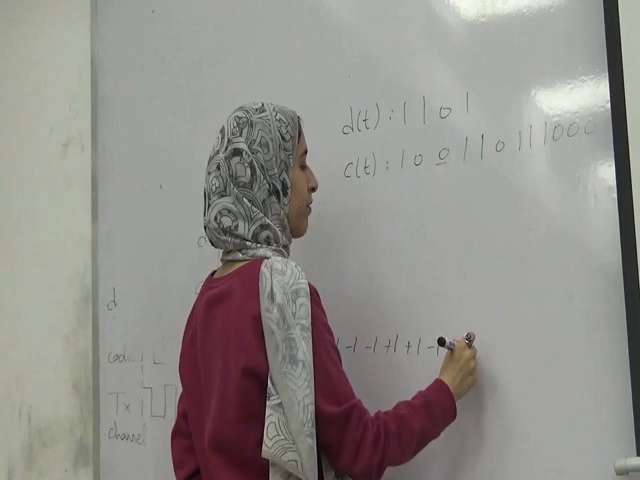 d(t) : 1 1 0 1
c(t) : 1 0 0 1 1 0 1 1 1 0 0 0
-1 -1 +1 +1 -1
d
code
Tx
channel